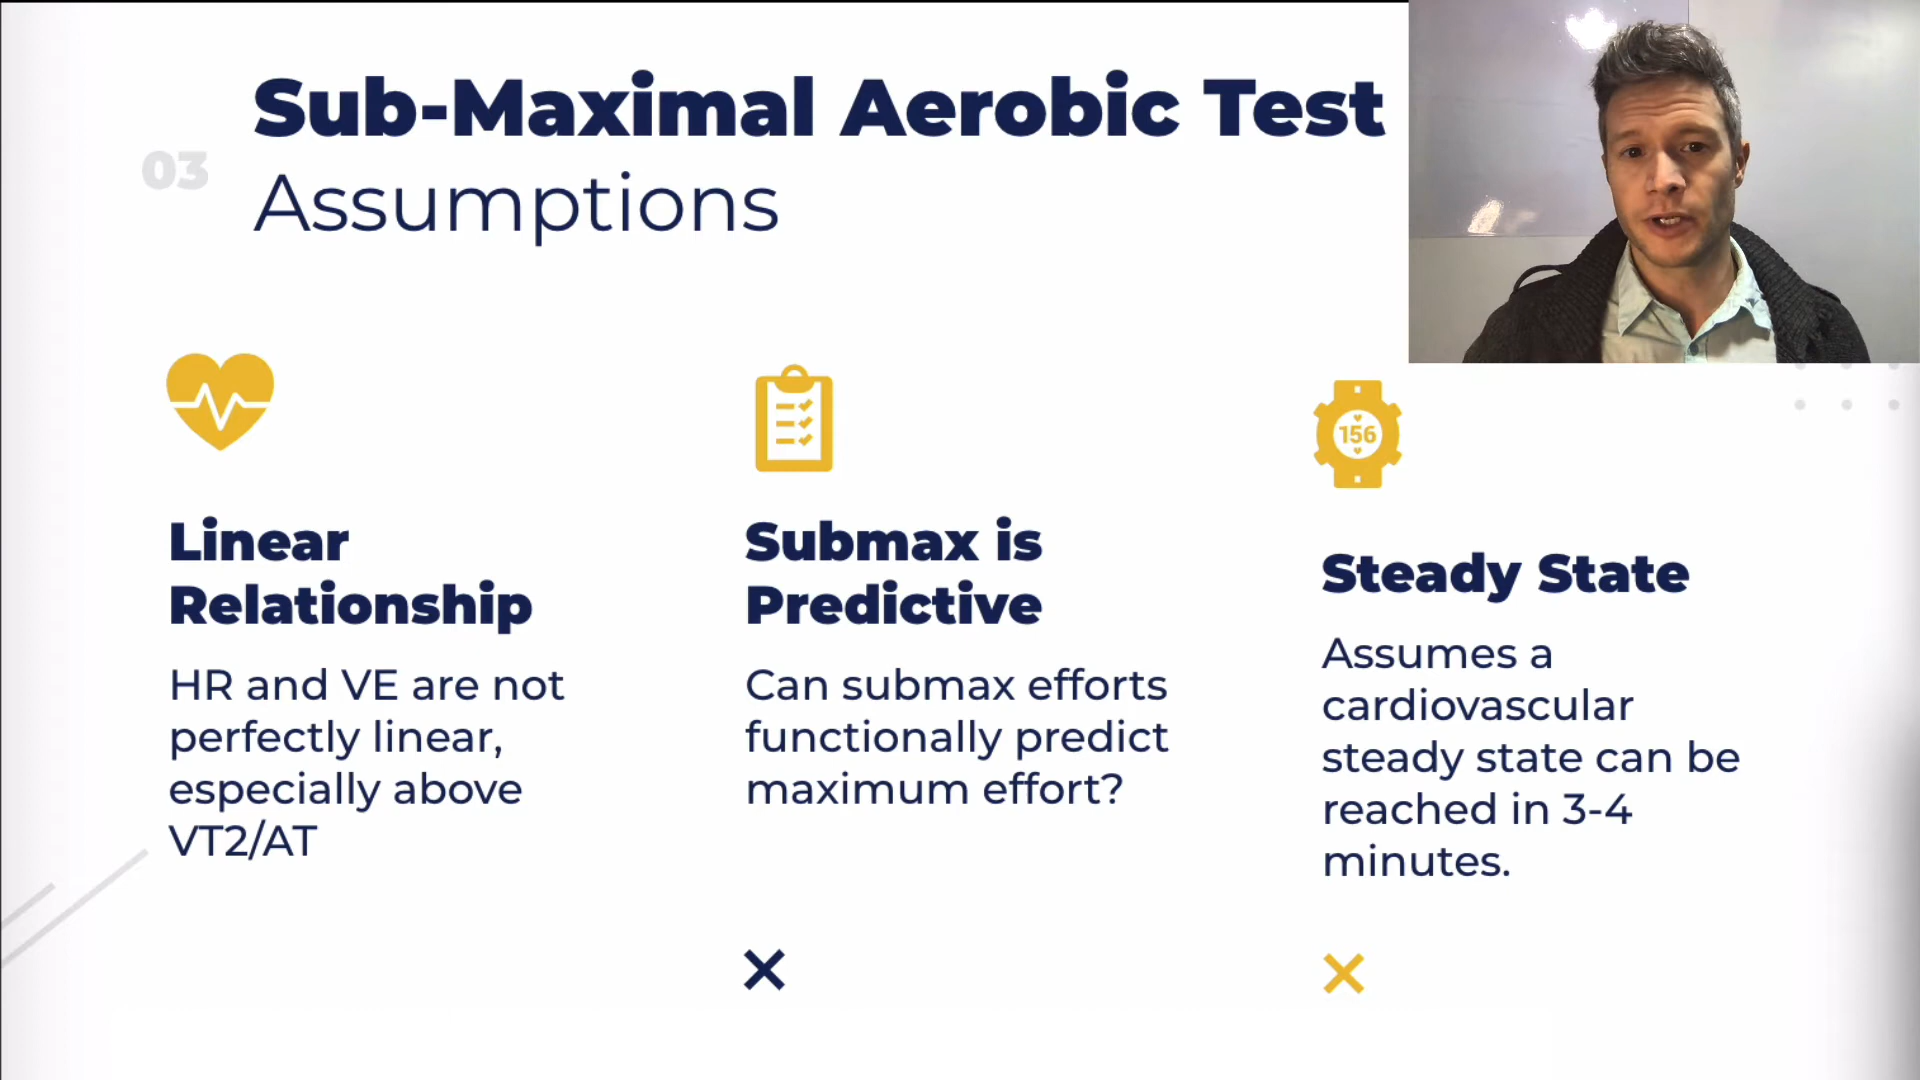 Sub-Maximal Aerobic Test
03
Assumptions
Linear
Relationship
HR and VE are not
perfectly linear,
especially above
VT2/AT
Submax is
Predictive
Can submax efforts
functionally predict
maximum effort?
156
Steady State
Assumes a
cardiovascular
steady state can be
reached in 3-4
minutes.